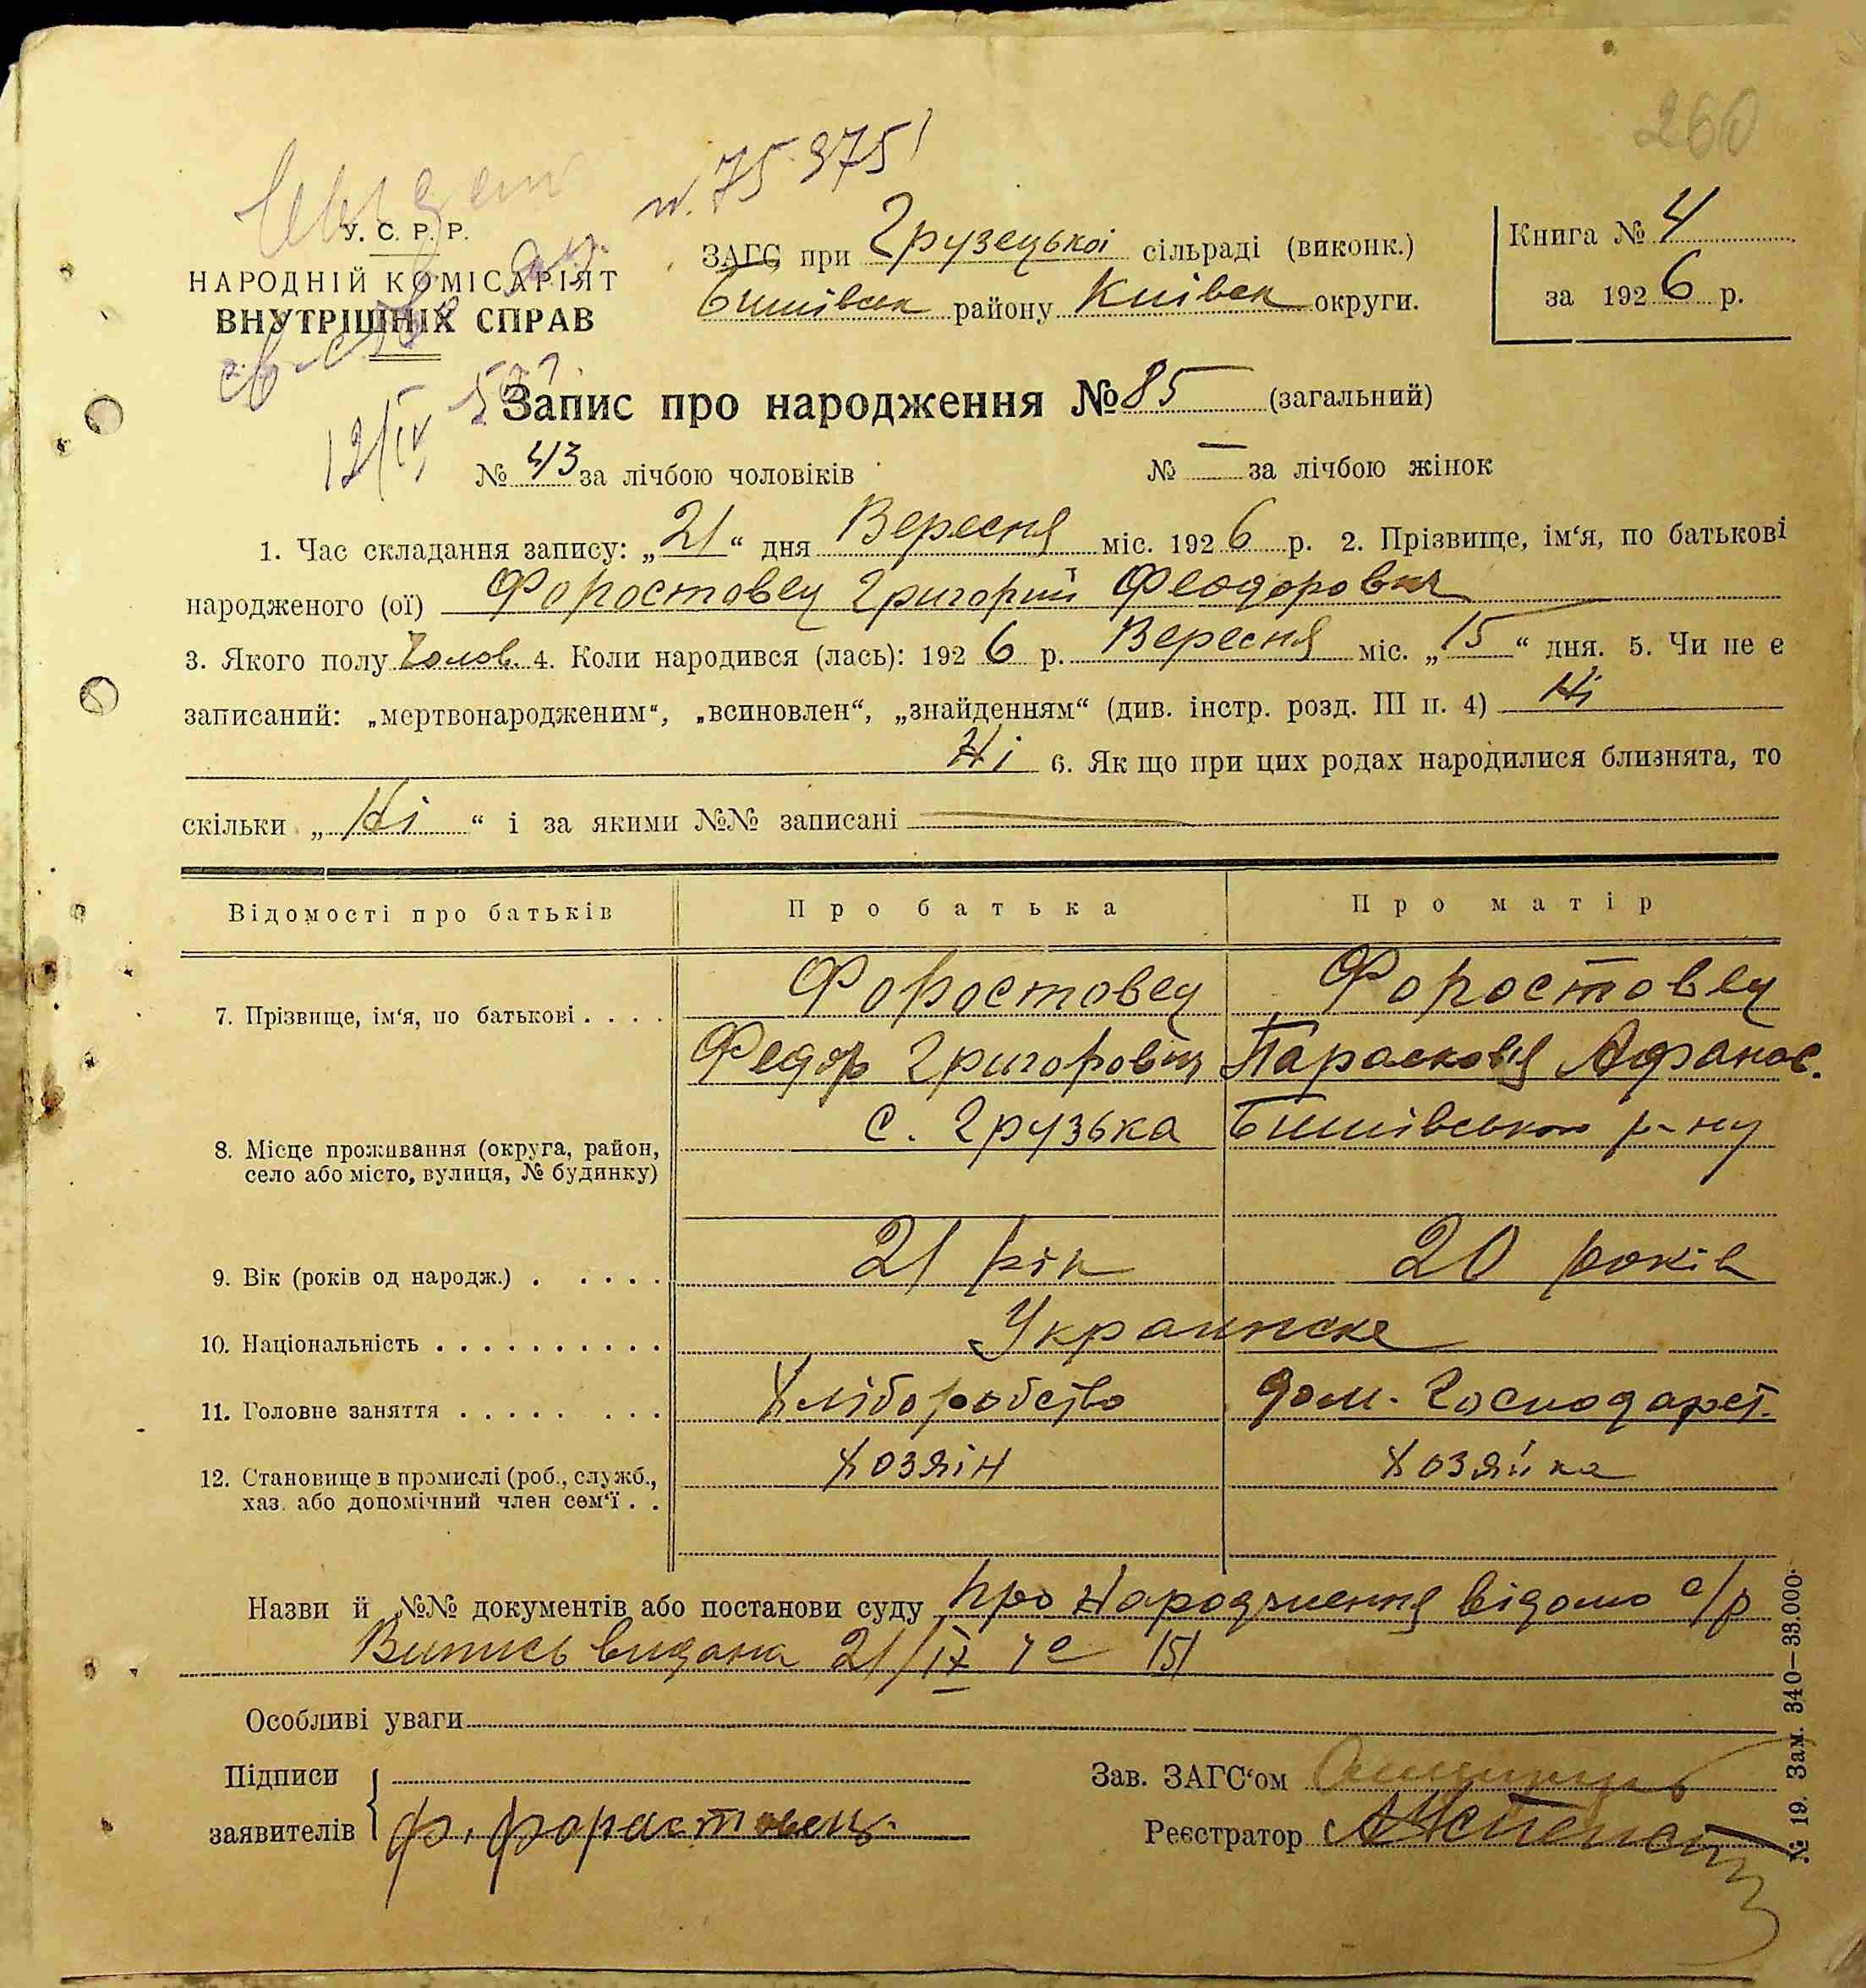 260
У. С. Р. Р.
НАРОДНІЙ КОМІСАРІЯТ
ВНУТРІШНІХ СПРАВ
ЗАГС при Грузецької сільраді (виконк.)
Бишівськ району Київськ округи.
Книга № 4
за 1926 р.
Запис про народження № 85 (загальний)
№ 43 за лічбою чоловіків № — за лічбою жінок
1. Час складання запису: „21“ дня Вересня міс. 1926 р. 2. Прізвище, ім‘я, по батькові
народженого (ої) Форостовец Григорий Феодорович
3. Якого полу Чолов. 4. Коли народився (лась): 1926 р. Вересня міс. „15“ дня. 5. Чи не є
записаний: „мертвонародженим“, „всиновлен“, „знайденням“ (див. інстр. розд. III п. 4) Ні
Ні 6. Як що при цих родах народилися близнята, то
скільки „Ні“ і за якими №№ записані
Відомості про батьків Про батька Про матір
7. Прізвище, ім‘я, по батькові . . . . Форостовец Форостовец
Федор Григорович Парасковія Афанас.
8. Місце проживання (округа, район, село або місто, вулиця, № будинку) с. Грузька Бишівського р-ну
9. Вік (років од народж.) . . . . . 21 рік 20 років
10. Національність . . . . . . . . . . Украинске
11. Головне заняття . . . . . . . . Хліборобство дом. господарст.
12. Становище в промислі (роб., служб., хаз. або допомічний член сем‘ї . . Хозяін Хозяйка
Назви й №№ документів або постанови суду про народження відомо с/р
Випись видана 21/IX
Особливі уваги
Підписи
заявителів ф. форастовец.
Зав. ЗАГС‘ом
Реєстратор
№ 19. Зам. 340—33.000.